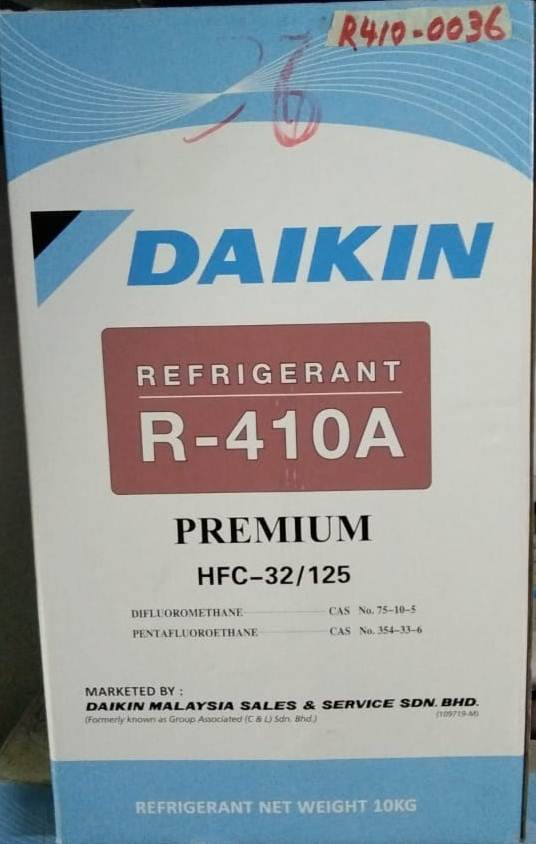 R410-0036
DAIKIN
REFRIGERANT
R-410A
PREMIUM
HFC-32/125
DIFLUOROMETHANE CAS No. 75-10-5
PENTAFLUOROETHANE CAS No. 354-33-6
MARKETED BY :
DAIKIN MALAYSIA SALES & SERVICE SDN. BHD.
(Formerly known as Group Associated (C & L) Sdn. Bhd.) (109719-M)
REFRIGERANT NET WEIGHT 10KG